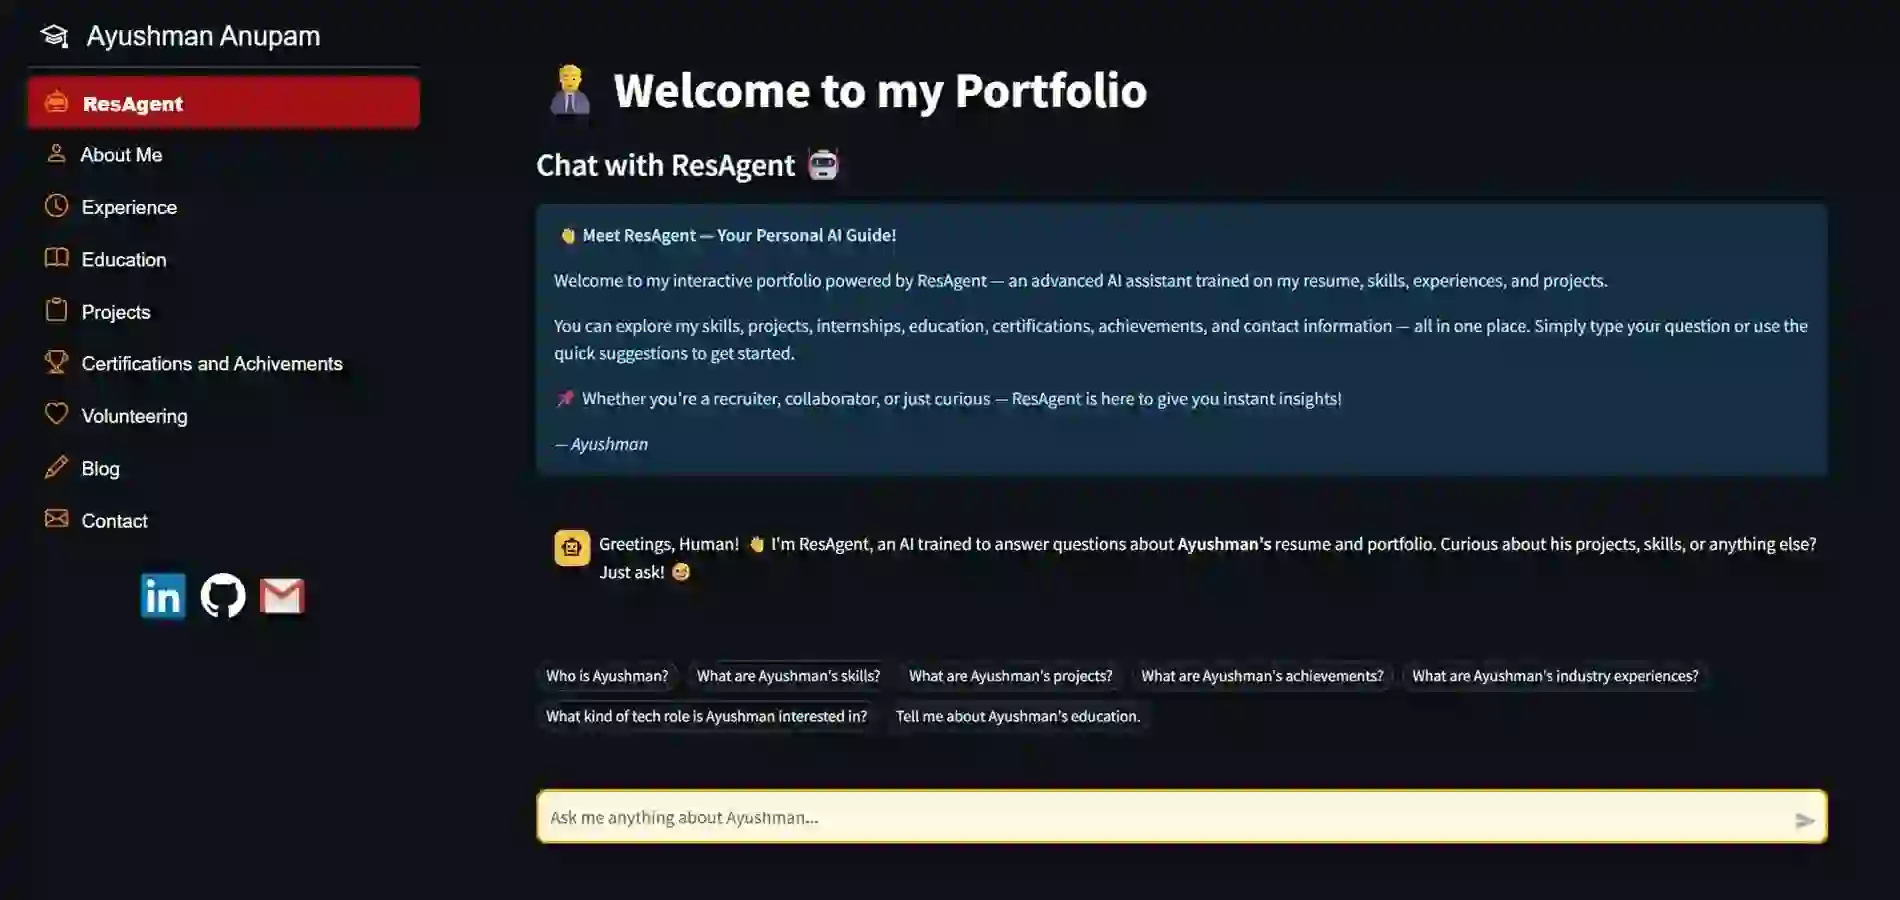 Ayushman Anupam
ResAgent
About Me
Experience
Education
Projects
Certifications and Achivements
Volunteering
Blog
Contact
in
Welcome to my Portfolio
Chat with ResAgent
Meet ResAgent — Your Personal AI Guide!
Welcome to my interactive portfolio powered by ResAgent — an advanced AI assistant trained on my resume, skills, experiences, and projects.
You can explore my skills, projects, internships, education, certifications, achievements, and contact information — all in one place. Simply type your question or use the
quick suggestions to get started.
Whether you're a recruiter, collaborator, or just curious — ResAgent is here to give you instant insights!
— Ayushman
Greetings, Human! 👋 I'm ResAgent, an AI trained to answer questions about Ayushman's resume and portfolio. Curious about his projects, skills, or anything else?
Just ask!
Who is Ayushman? What are Ayushman's skills? What are Ayushman's projects? What are Ayushman's achievements? What are Ayushman's industry experiences?
What kind of tech role is Ayushman interested in? Tell me about Ayushman's education.
Ask me anything about Ayushman...